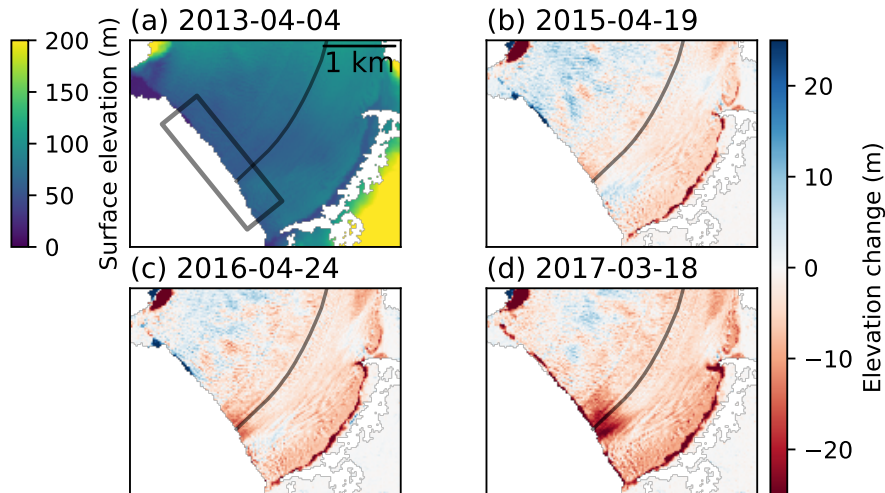 (a) 2013-04-04
(b) 2015-04-19
200
150
100
50
0
Surface elevation (m)
1 km
20
10
0
−10
−20
Elevation change (m)
(c) 2016-04-24
(d) 2017-03-18